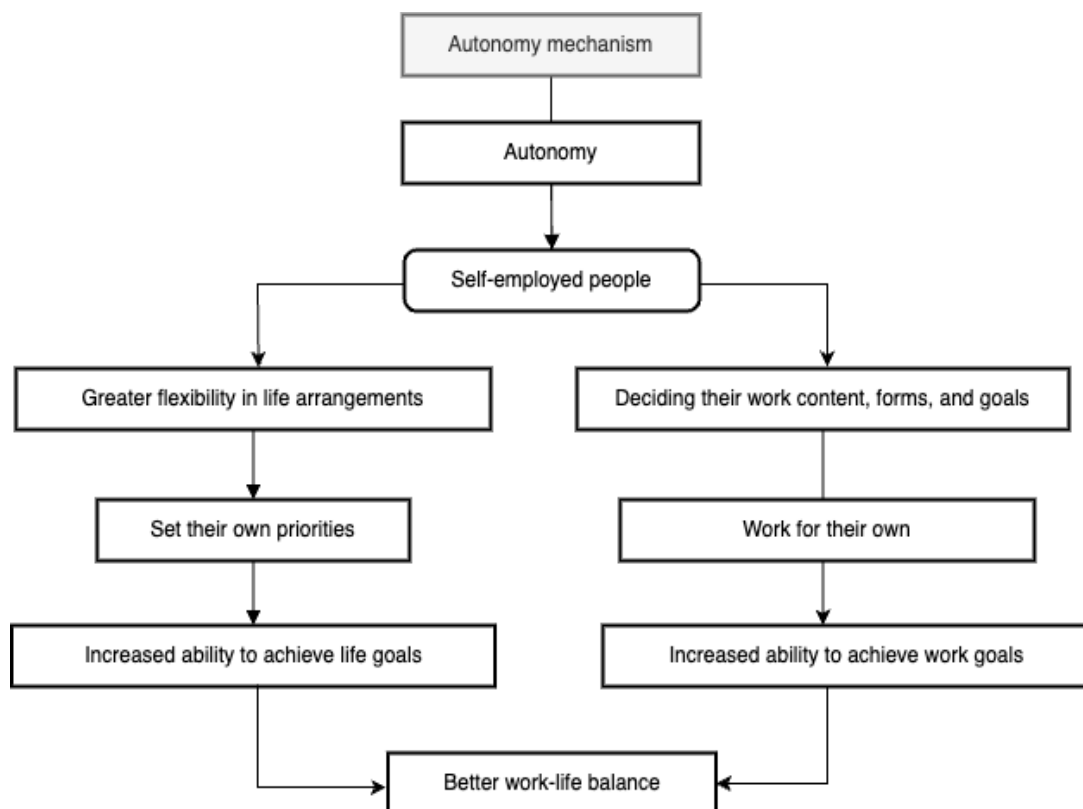 Autonomy mechanism
Autonomy
Self-employed people
Greater flexibility in life arrangements
Deciding their work content, forms, and goals
Set their own priorities
Work for their own
Increased ability to achieve life goals
Increased ability to achieve work goals
Better work-life balance